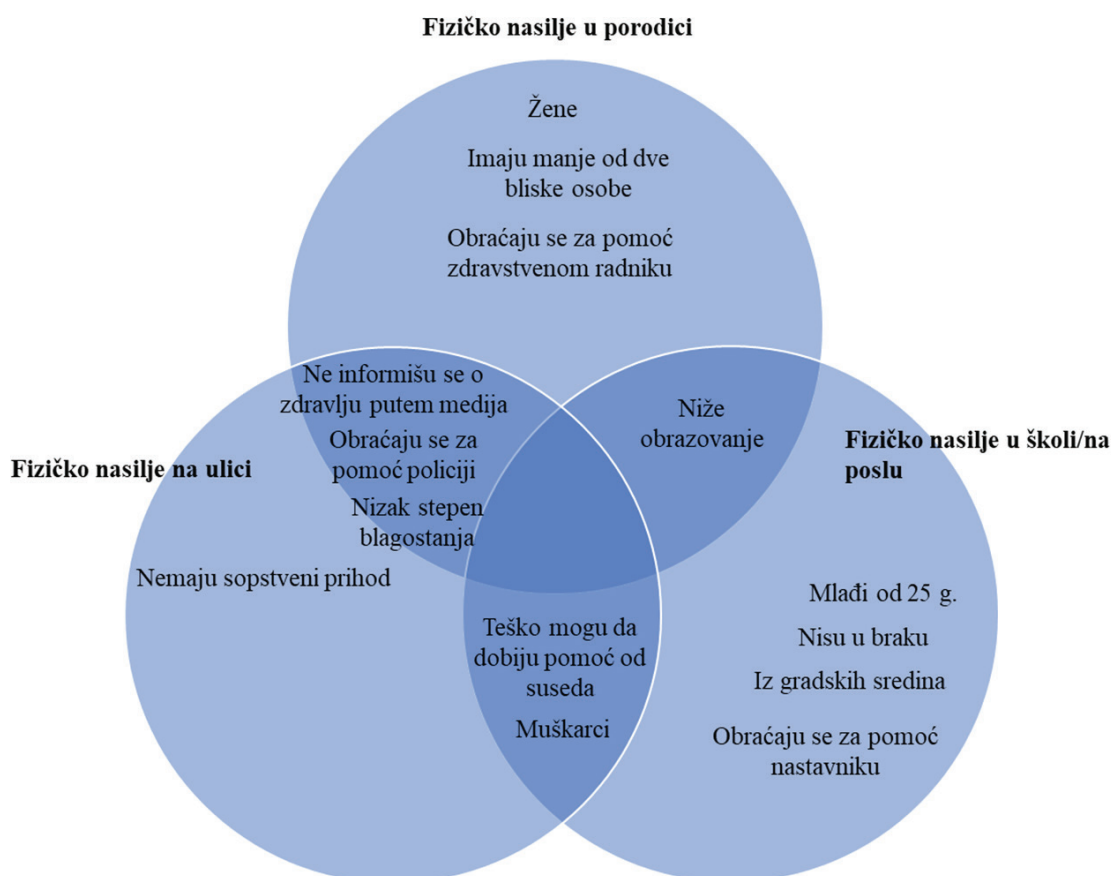 Fizičko nasilje u porodici
Žene
Imaju manje od dve
bliske osobe
Obraćaju se za pomoć
zdravstvenom radniku
Ne informišu se o
zdravlju putem medija
Obraćaju se za
pomoć policiji
Nizak stepen
blagostanja
Niže
obrazovanje
Fizičko nasilje na ulici
Fizičko nasilje u školi/na
poslu
Nemaju sopstveni prihod
Teško mogu da
dobiju pomoć od
suseda
Muškarci
Mlađi od 25 g.
Nisu u braku
Iz gradskih sredina
Obraćaju se za pomoć
nastavniku